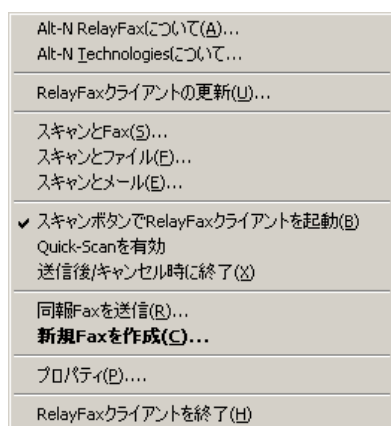 Alt-N RelayFaxについて(A)...
Alt-N Technologiesについて...
RelayFaxクライアントの更新(U)...
スキャンとFax(S)...
スキャンとファイル(F)...
スキャンとメール(E)...
スキャンボタンでRelayFaxクライアントを起動(B)
Quick-Scanを有効
送信後/キャンセル時に終了(X)
同報Faxを送信(R)...
新規Faxを作成(C)...
プロパティ(P)....
RelayFaxクライアントを終了(H)